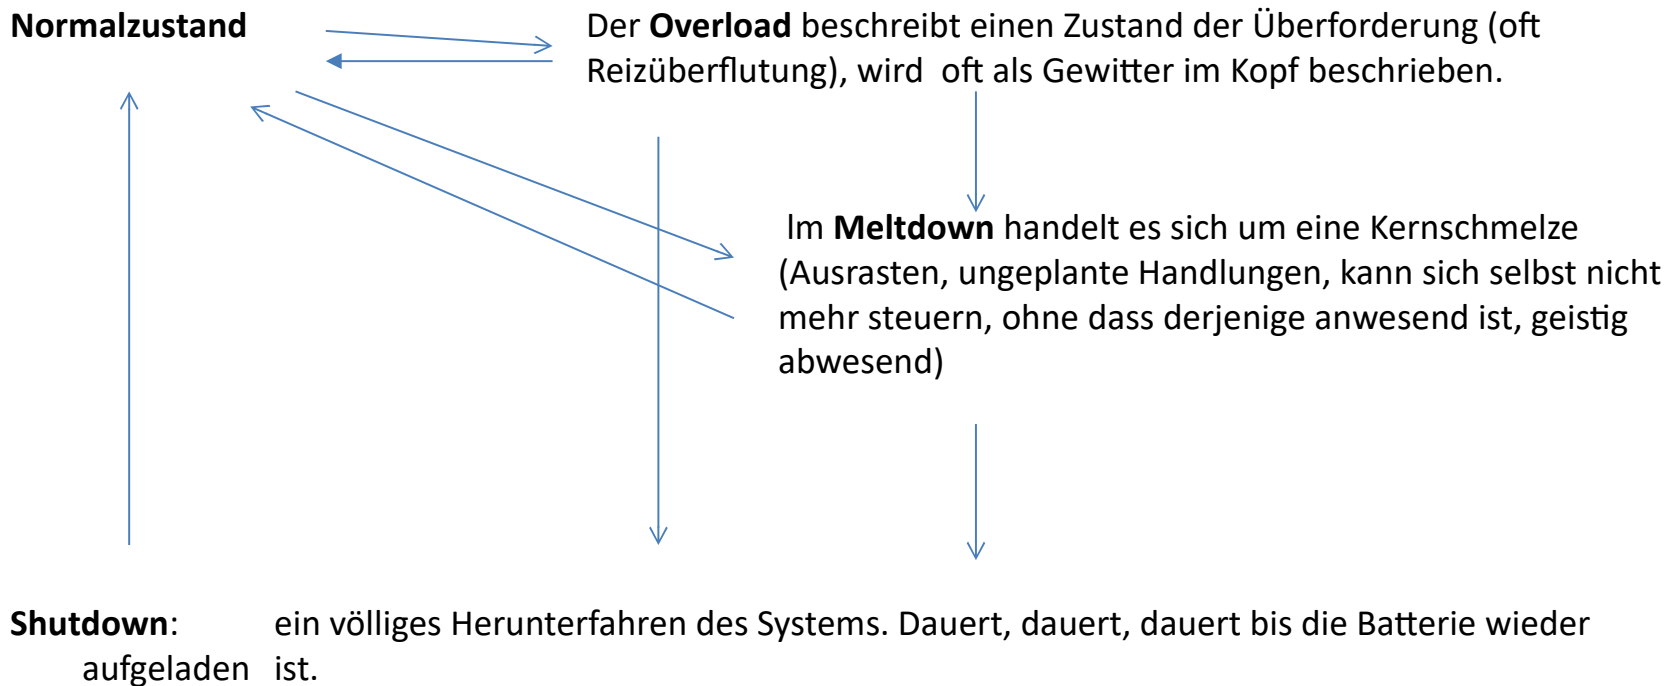 Normalzustand
Der Overload beschreibt einen Zustand der Überforderung (oft
Reizüberflutung), wird  oft als Gewitter im Kopf beschrieben.
Im Meltdown handelt es sich um eine Kernschmelze
(Ausrasten, ungeplante Handlungen, kann sich selbst nicht
mehr steuern, ohne dass derjenige anwesend ist, geistig
abwesend)
Shutdown: ein völliges Herunterfahren des Systems. Dauert, dauert, dauert bis die Batterie wieder
aufgeladen ist.